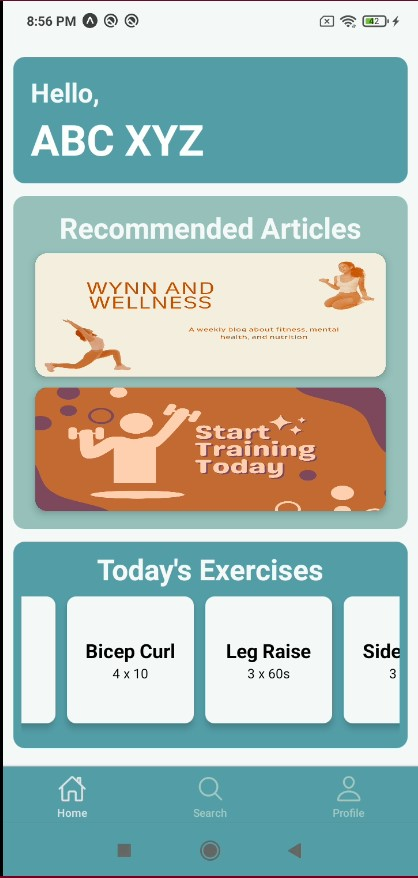 8:56 PM
42
Hello,
ABC XYZ
Recommended Articles
WYNN AND
WELLNESS
A weekly blog about fitness, mental
health, and nutrition
Start
Training
Today
Today's Exercises
Bicep Curl
4 x 10
Leg Raise
3 x 60s
Side
3
Home
Search
Profile